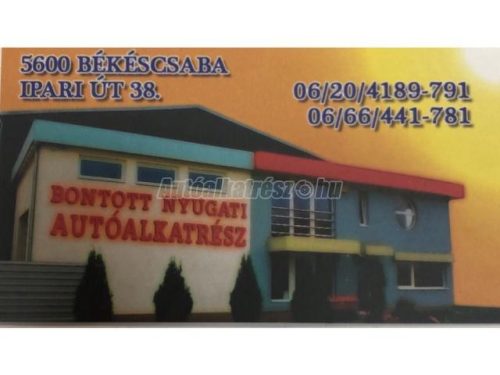 5600 BÉKÉSCSABA
IPARI ÚT 38.
06/20/4189-791
06/66/441-781
Autóalkatrész.hu
BONTOTT NYUGATI
AUTÓALKATRÉSZ